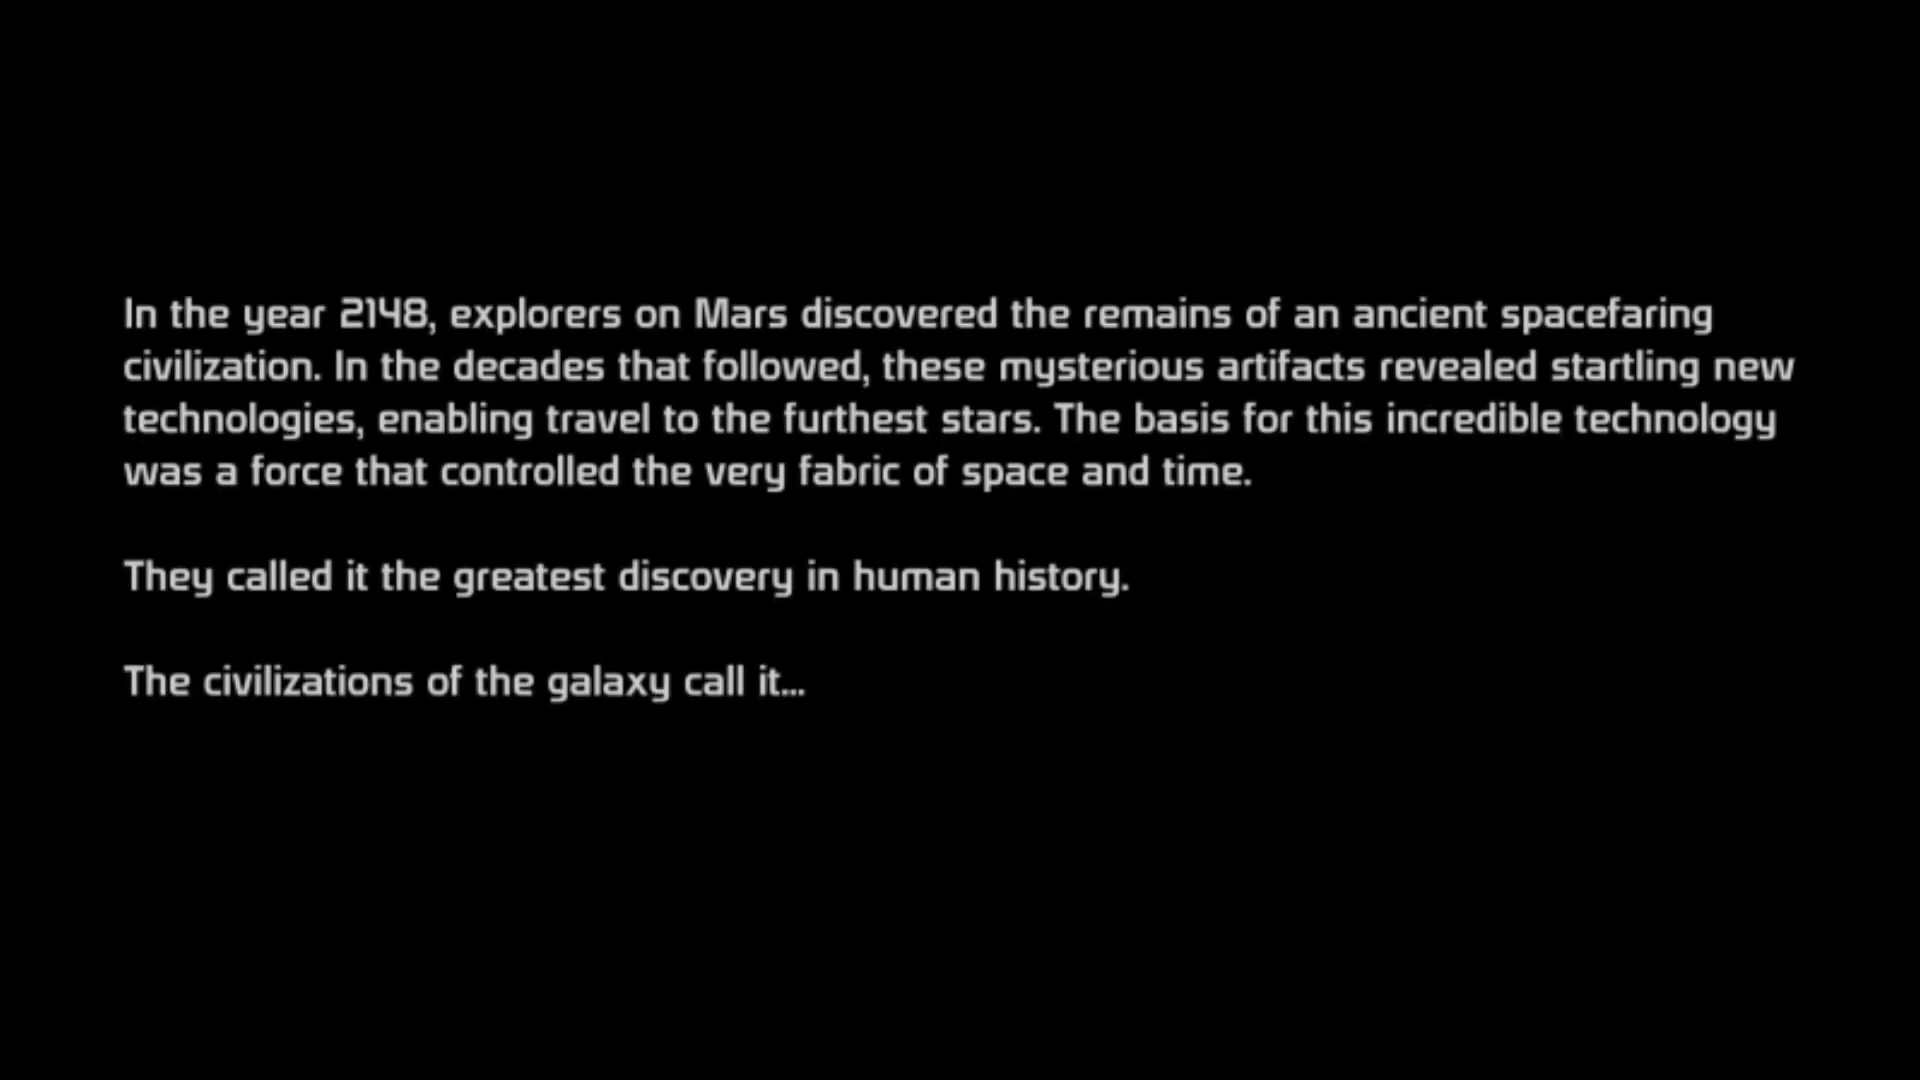 In the year 2148, explorers on Mars discovered the remains of an ancient spacefaring
civilization. In the decades that followed, these mysterious artifacts revealed startling new
technologies, enabling travel to the furthest stars. The basis for this incredible technology
was a force that controlled the very fabric of space and time.
They called it the greatest discovery in human history.
The civilizations of the galaxy call it...